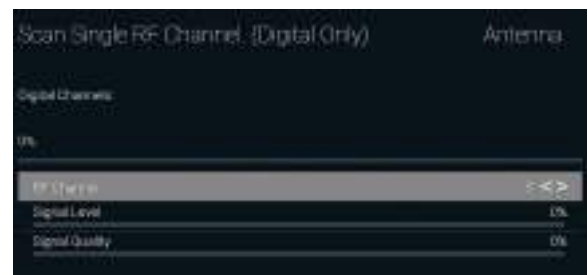 Scan Single RF Channel. (Digital Only) Antenna
Digital Channels:
0%
RF Channel < >
Signal Level 0%
Signal Quality 0%